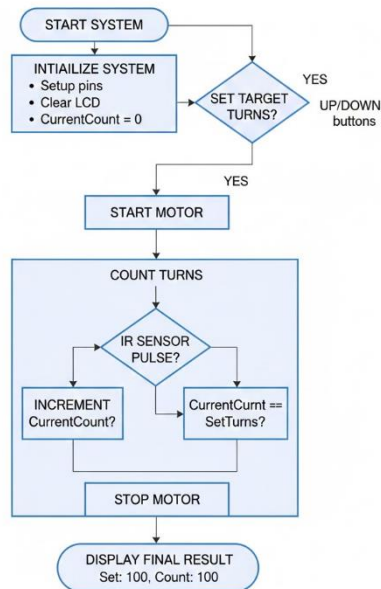 START SYSTEM
INTIAILIZE SYSTEM
• Setup pins
• Clear LCD
• CurrentCount = 0
SET TARGET
TURNS?
YES
UP/DOWN
buttons
YES
START MOTOR
COUNT TURNS
IR SENSOR
PULSE?
INCREMENT
CurrentCount?
CurrentCurnt ==
SetTurns?
STOP MOTOR
DISPLAY FINAL RESULT
Set: 100, Count: 100